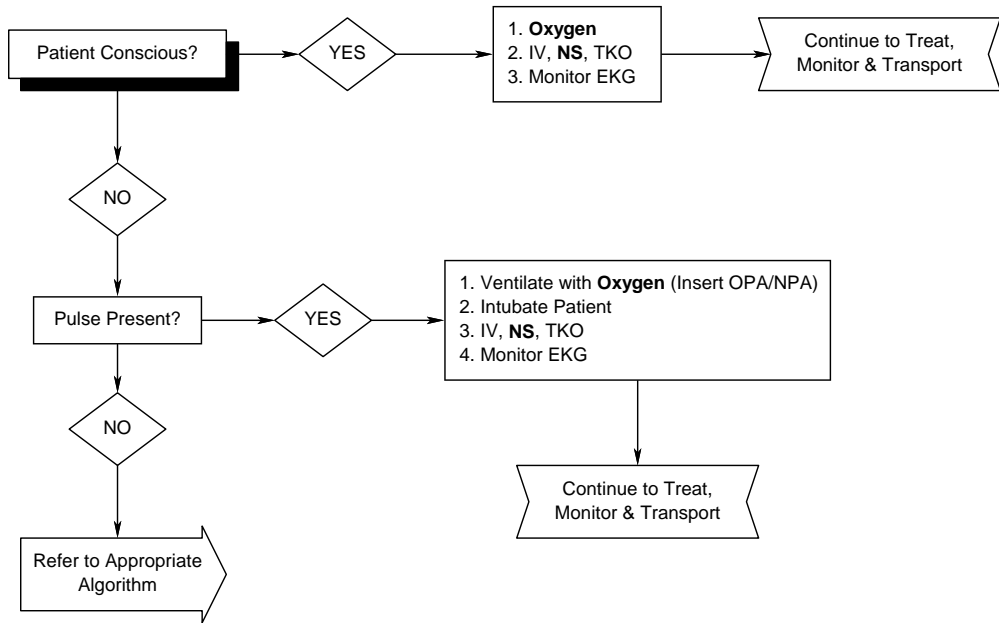 Patient Conscious?
YES
1. Oxygen
2. IV, NS, TKO
3. Monitor EKG
Continue to Treat,
Monitor & Transport
NO
Pulse Present?
YES
1. Ventilate with Oxygen (Insert OPA/NPA)
2. Intubate Patient
3. IV, NS, TKO
4. Monitor EKG
NO
Continue to Treat,
Monitor & Transport
Refer to Appropriate
Algorithm